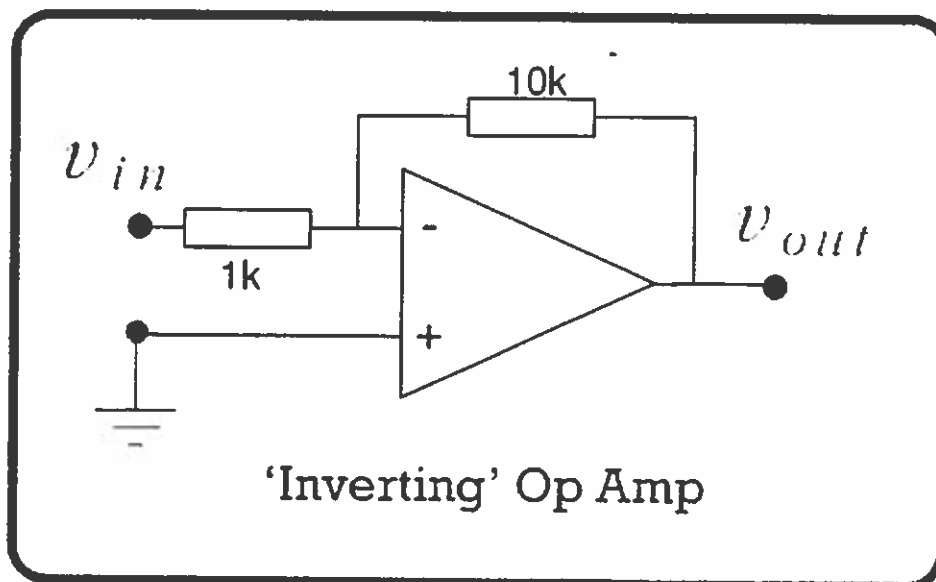 10k
v in
v out
1k
-
+
‘Inverting’ Op Amp